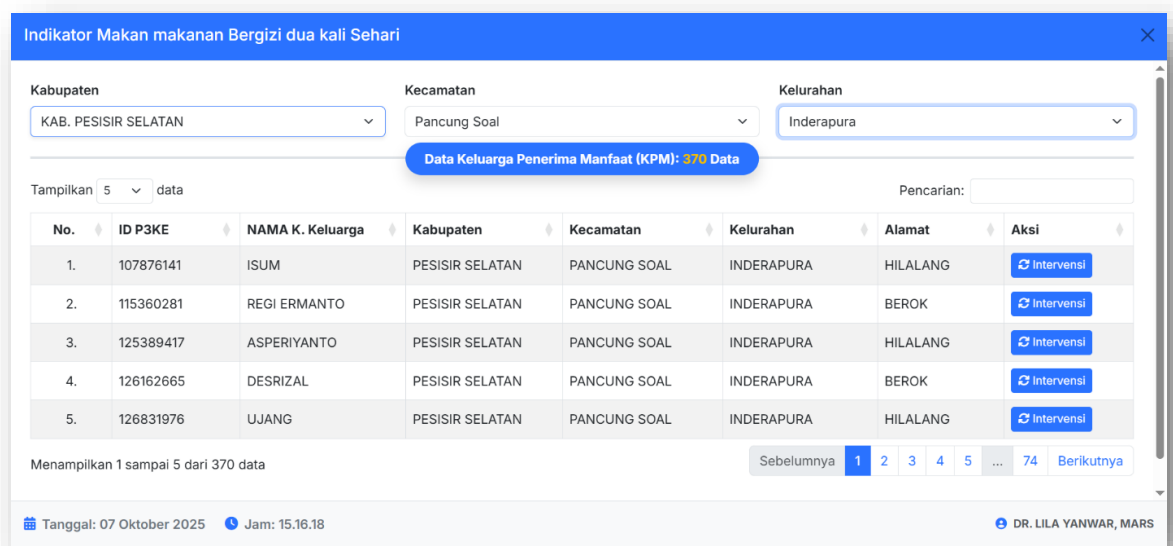 Indikator Makan makanan Bergizi dua kali Sehari
Kabupaten Kecamatan Kelurahan
KAB. PESISIR SELATAN Pancung Soal Inderapura
Data Keluarga Penerima Manfaat (KPM): 370 Data
Tampilkan 5 data Pencarian:
No. ID P3KE NAMA K. Keluarga Kabupaten Kecamatan Kelurahan Alamat Aksi
1. 107876141 ISUM PESISIR SELATAN PANCUNG SOAL INDERAPURA HILALANG Intervensi
2. 115360281 REGI ERMANTO PESISIR SELATAN PANCUNG SOAL INDERAPURA BEROK Intervensi
3. 125389417 ASPERIYANTO PESISIR SELATAN PANCUNG SOAL INDERAPURA HILALANG Intervensi
4. 126162665 DESRIZAL PESISIR SELATAN PANCUNG SOAL INDERAPURA BEROK Intervensi
5. 126831976 UJANG PESISIR SELATAN PANCUNG SOAL INDERAPURA HILALANG Intervensi
Menampilkan 1 sampai 5 dari 370 data Sebelumnya 1 2 3 4 5 ... 74 Berikutnya
Tanggal: 07 Oktober 2025 Jam: 15.16.18 DR. LILA YANWAR, MARS